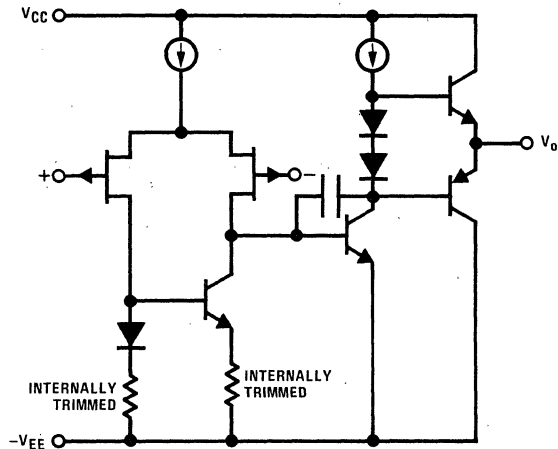 VCC
+
-
Vo
INTERNALLY
TRIMMED
INTERNALLY
TRIMMED
-VEE